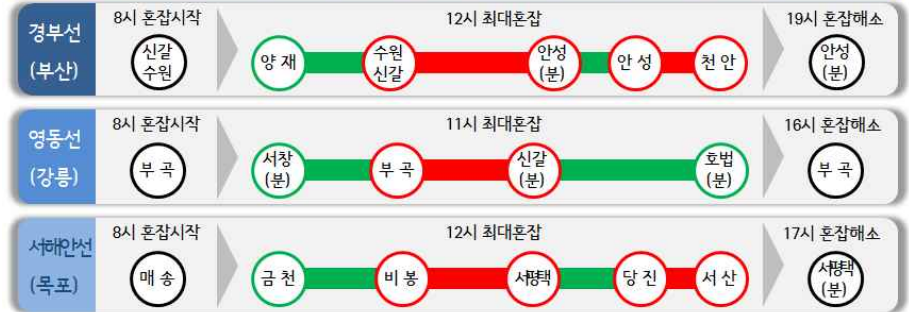 경부선
(부산)
8시 혼잡시작
신갈
수원
12시 최대혼잡
양재
수원
신갈
안성
(분)
안성
천안
19시 혼잡해소
안성
(분)
영동선
(강릉)
8시 혼잡시작
부곡
11시 최대혼잡
서창
(분)
부곡
신갈
(분)
호법
(분)
16시 혼잡해소
부곡
서해안선
(목포)
8시 혼잡시작
매송
12시 최대혼잡
금천
비봉
서평택
당진
서산
17시 혼잡해소
서평택
(분)